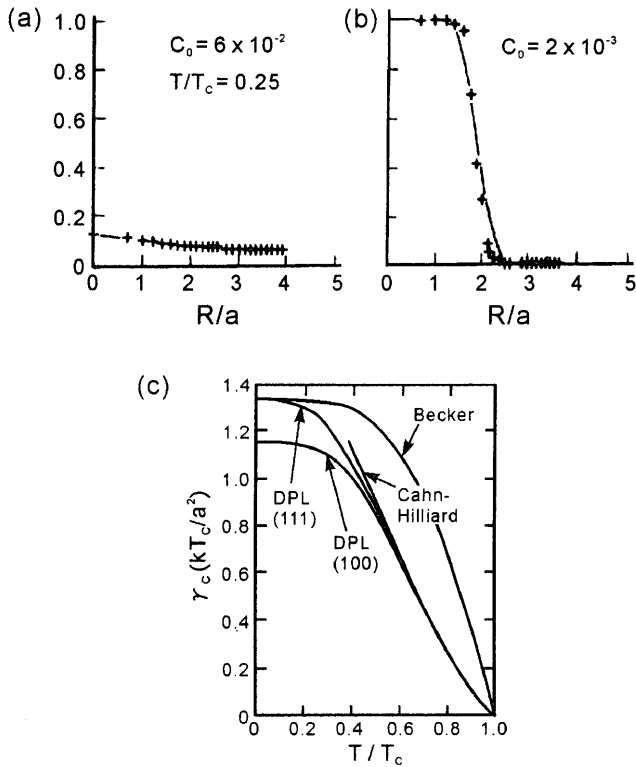 (a)
C₀ = 6 x 10⁻²
T/T꜀ = 0.25
1.0
0.8
0.6
0.4
0.2
0
0 1 2 3 4 5
R/a
(b)
C₀ = 2 x 10⁻³
0 1 2 3 4 5
R/a
(c)
1.4
1.2
1.0
0.8
0.6
0.4
0.2
0
γ꜀ (kT꜀/a²)
Becker
Cahn-
Hilliard
DPL
(111)
DPL
(100)
0 0.2 0.4 0.6 0.8 1.0
T / T꜀